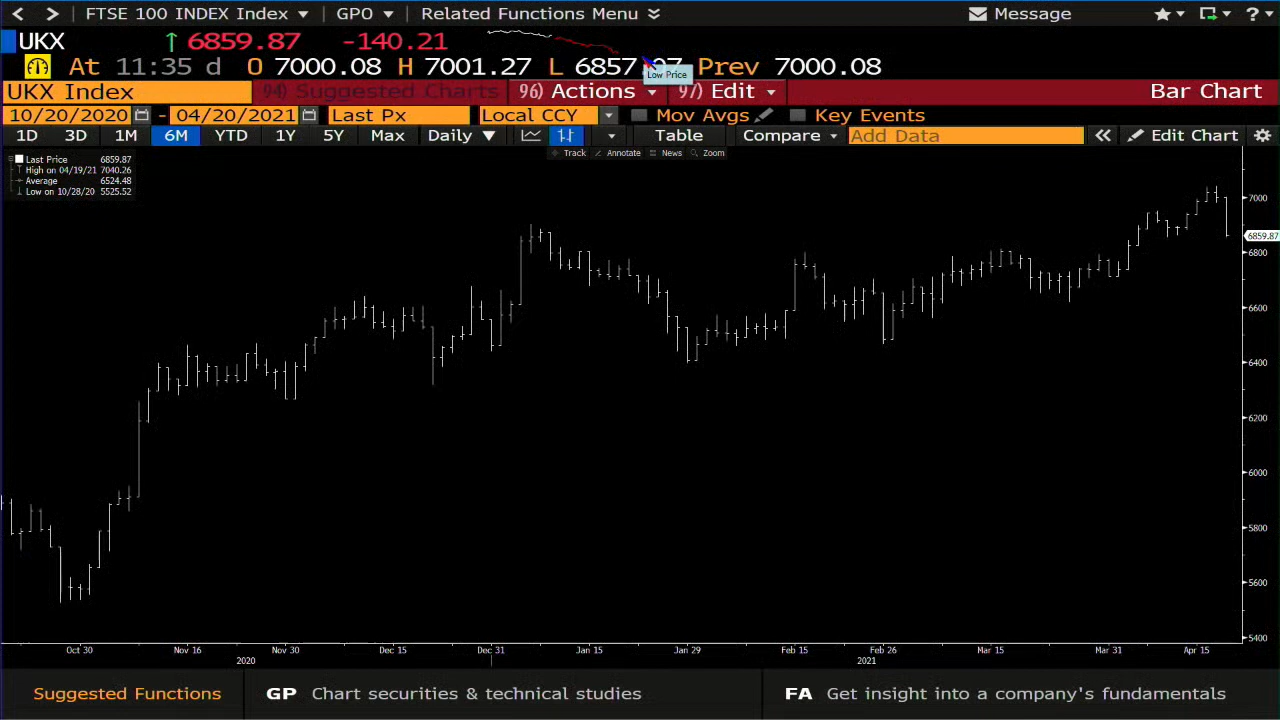 FTSE 100 INDEX Index GPO Related Functions Menu Message ?
UKX 6859.87 -140.21
At 11:35 d O 7000.08 H 7001.27 L 6857 07 Prev 7000.08
Low Price
UKX Index 94) Suggested Charts 96) Actions 97) Edit Bar Chart
10/20/2020 - 04/20/2021 Last Px Local CCY Mov Avgs Key Events
1D 3D 1M 6M YTD 1Y 5Y Max Daily Table Compare Add Data Edit Chart
Track Annotate News Zoom
Last Price 6859.87
High on 04/19/21 7040.26
Average 6524.48
Low on 10/28/20 5525.52
7000
6859.87
6800
6600
6400
6200
6000
5800
5600
5400
Oct 30 Nov 16 Nov 30 Dec 15 Dec 31 Jan 15 Jan 29 Feb 15 Feb 26 Mar 15 Mar 31 Apr 15
2020 2021
Suggested Functions GP Chart securities & technical studies FA Get insight into a company's fundamentals